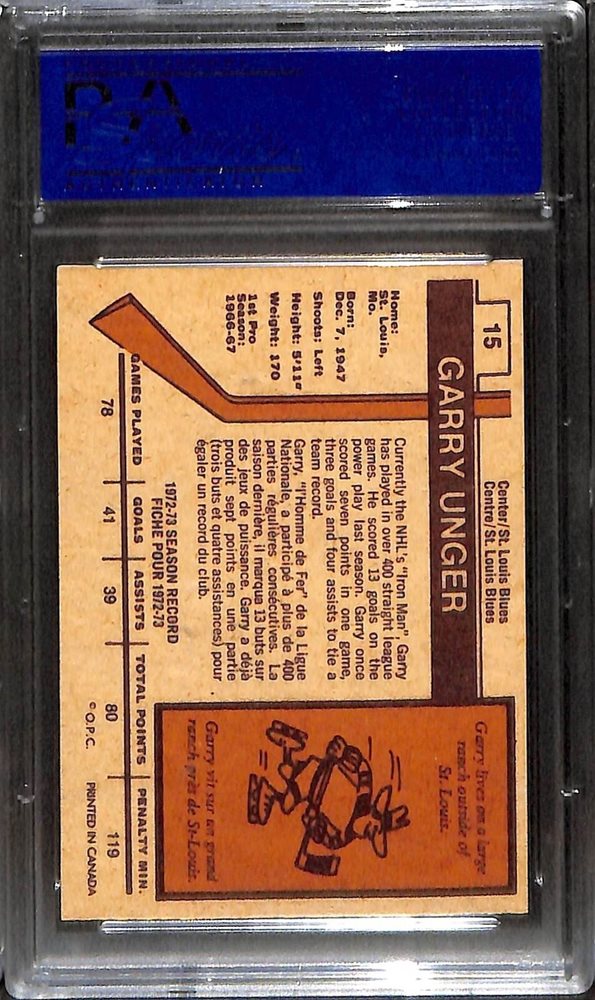 15
Center/St. Louis Blues
Centre/St. Louis Blues
GARRY UNGER
Home:
St. Louis,
Mo.
Born:
Dec. 7, 1947
Shoots: Left
Height: 5'11"
Weight: 170
1st Pro
Season:
1966-67
Currently the NHL's "Iron Man", Garry
has played in over 400 straight league
games. He scored 13 goals on the
power play last season. Garry once
scored seven points in one game,
three goals and four assists to tie a
team record.
Garry, "l'Homme de Fer" de la Ligue
Nationale, a participé à plus de 400
parties régulières consécutives. La
saison dernière, il marqua 13 buts sur
des jeux de puissance. Garry a déjà
produit sept points en une partie
(trois buts et quatre assistances) pour
égaler un record du club.
Garry lives on a large
ranch outside of
St. Louis.
Garry vit sur un grand
ranch près de St-Louis.
1972-73 SEASON RECORD
FICHE POUR 1972-73
GAMES PLAYED GOALS ASSISTS TOTAL POINTS PENALTY MIN.
78 41 39 80 119
© O.P.C. PRINTED IN CANADA